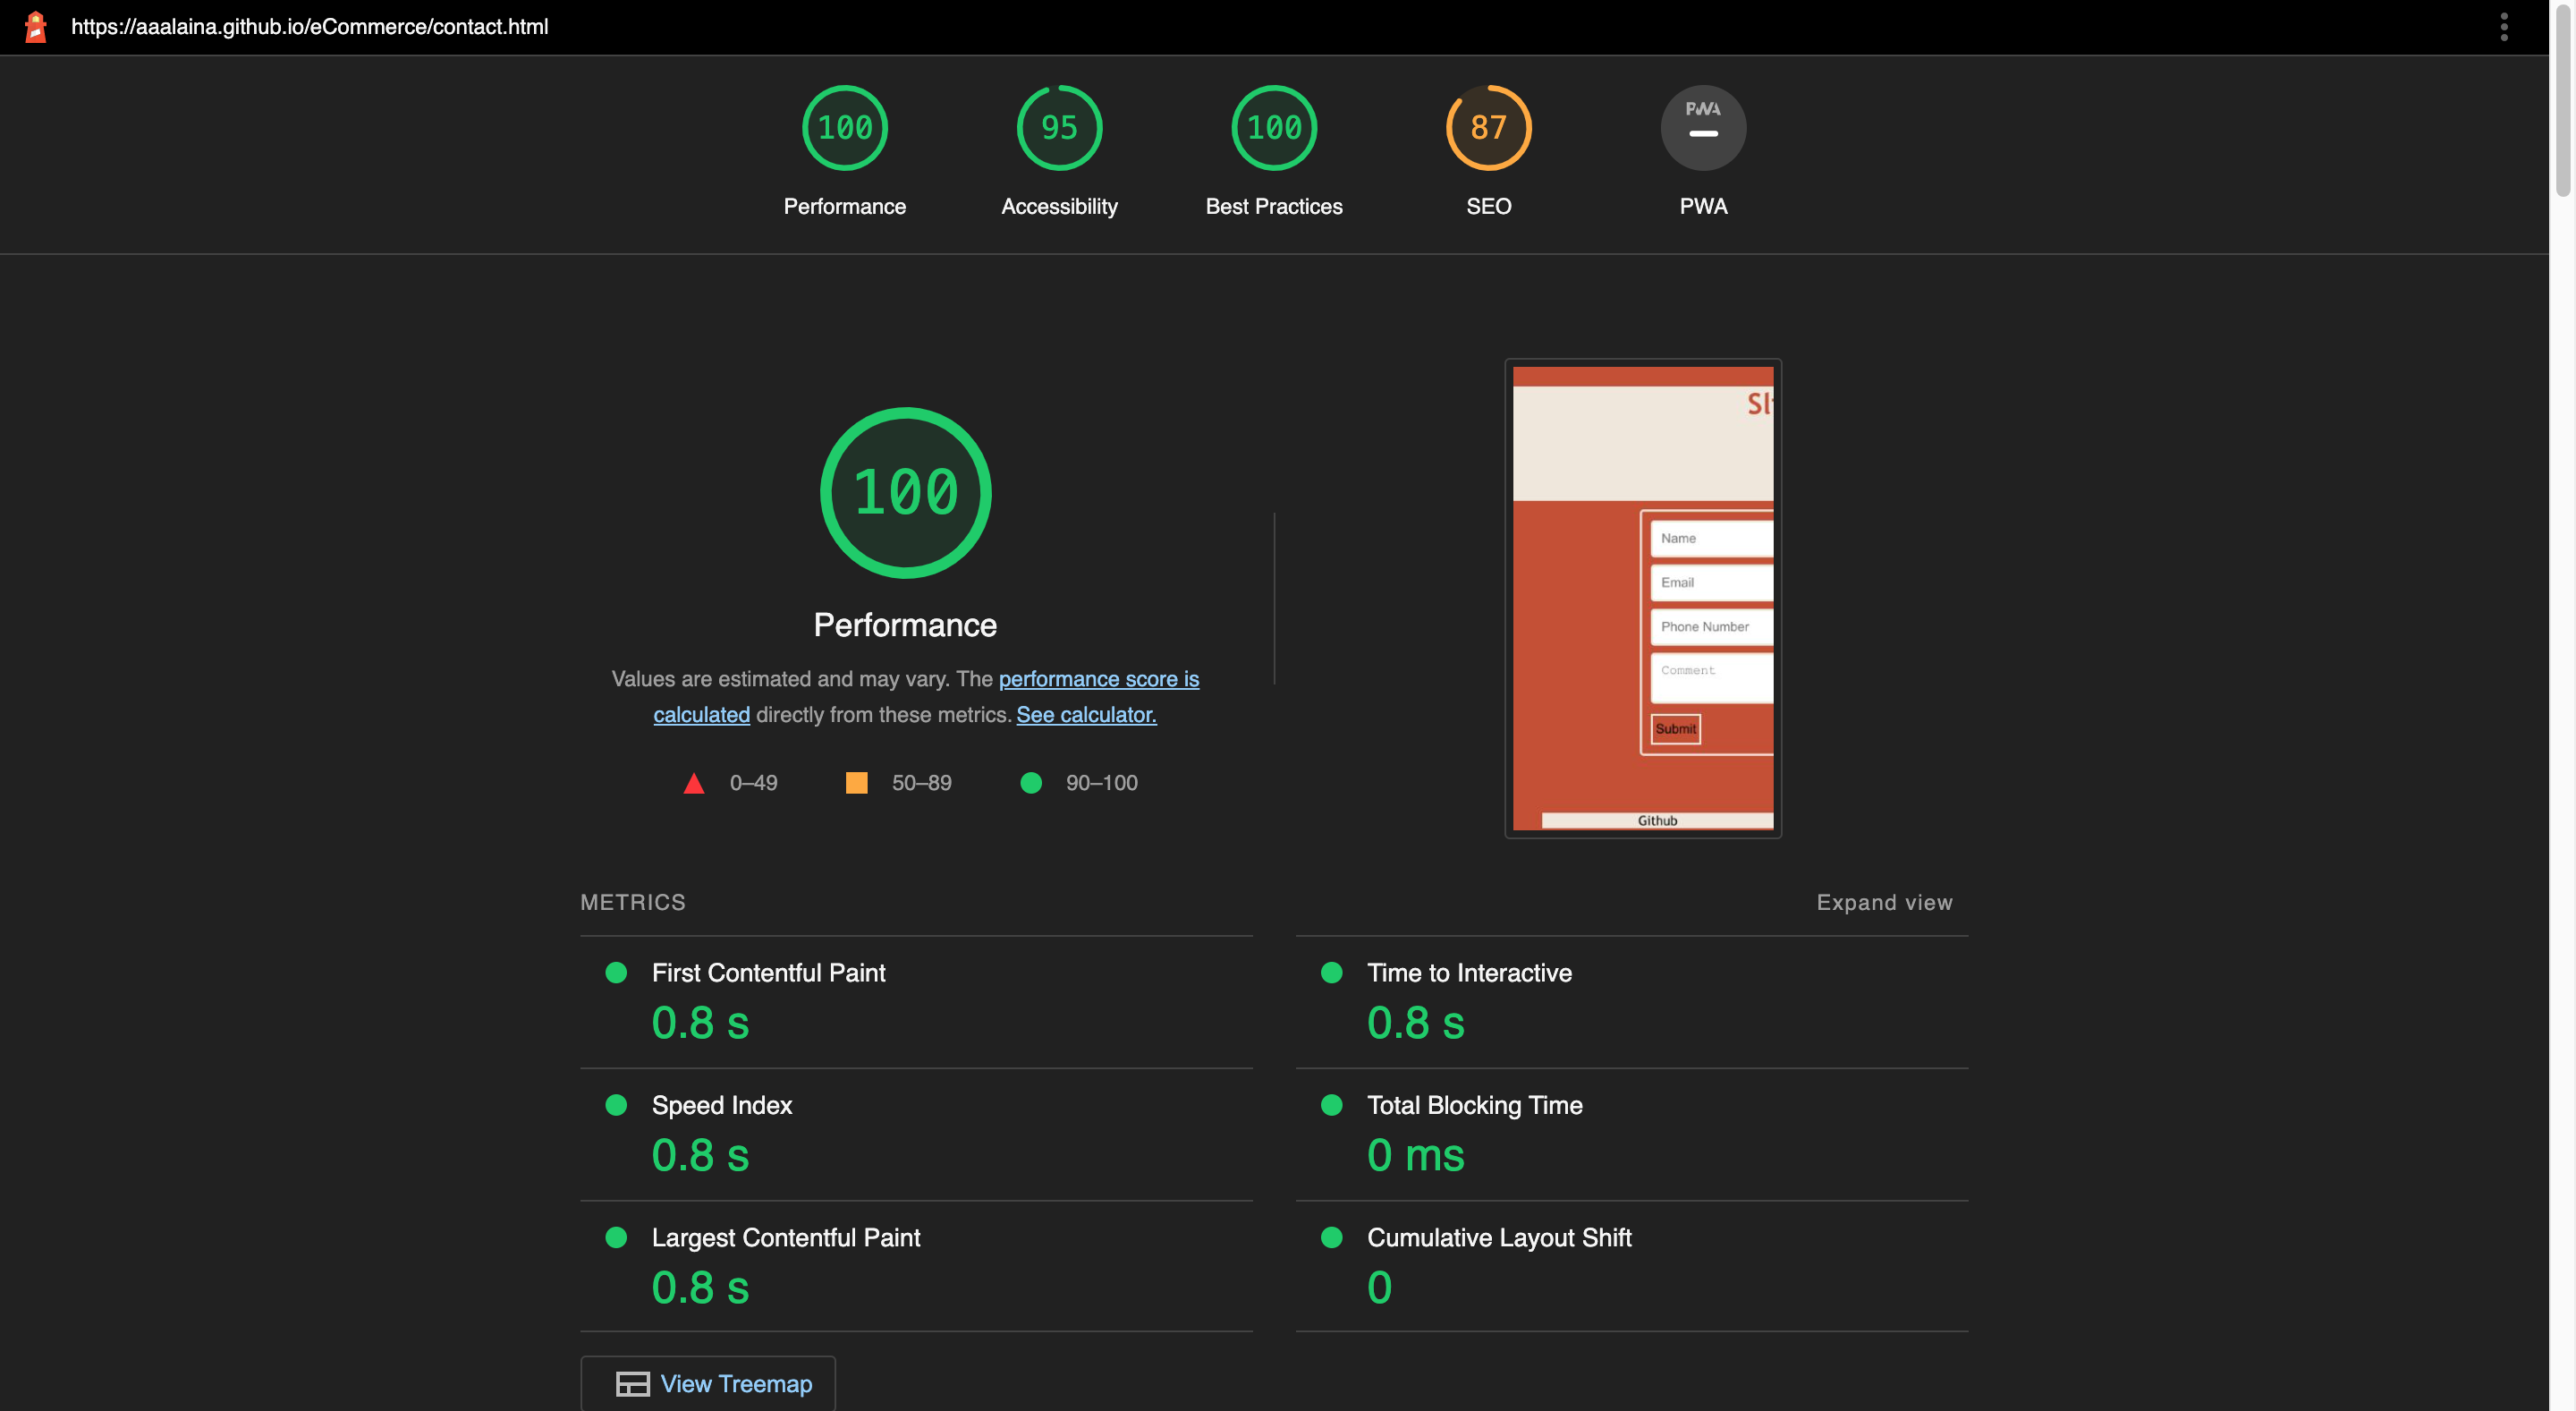 https://aaalaina.github.io/eCommerce/contact.html
100
95
100
87
PWA
Performance
Accessibility
Best Practices
SEO
PWA
100
Performance
Values are estimated and may vary. The performance score is
calculated directly from these metrics. See calculator.
0–49
50–89
90–100
Name
Email
Phone Number
Comment
Submit
Github
METRICS
Expand view
First Contentful Paint
0.8 s
Time to Interactive
0.8 s
Speed Index
0.8 s
Total Blocking Time
0 ms
Largest Contentful Paint
0.8 s
Cumulative Layout Shift
0
View Treemap